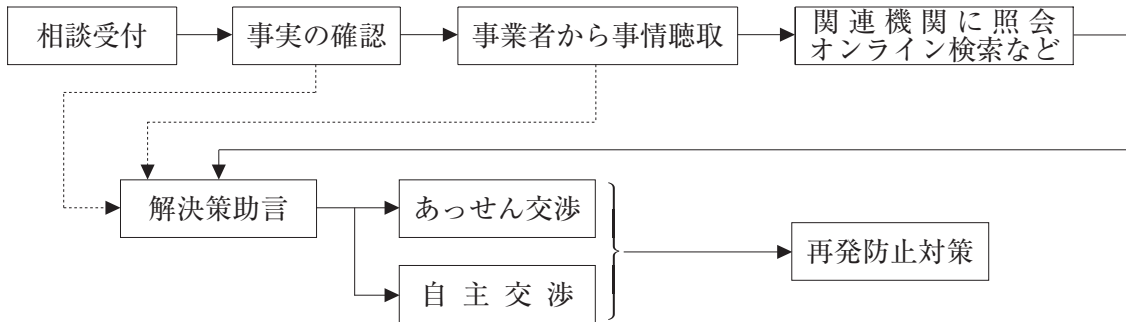 相談受付
事実の確認
事業者から事情聴取
関連機関に照会
オンライン検索など
解決策助言
あっせん交渉
自主交渉
再発防止対策